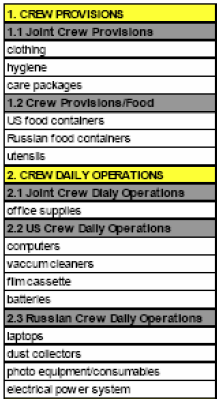 1. CREW PROVISIONS
1.1 Joint Crew Provisions
clothing
hygiene
care packages
1.2 Crew Provisions/Food
US food containers
Russian food containers
utensils
2. CREW DAILY OPERATIONS
2.1 Joint Crew Dialy Operations
office supplies
2.2 US Crew Daily Operations
computers
vaccum cleaners
film cassette
batteries
2.3 Russian Crew Daily Operations
laptops
dust collectors
photo equipment/consumables
electrical power system